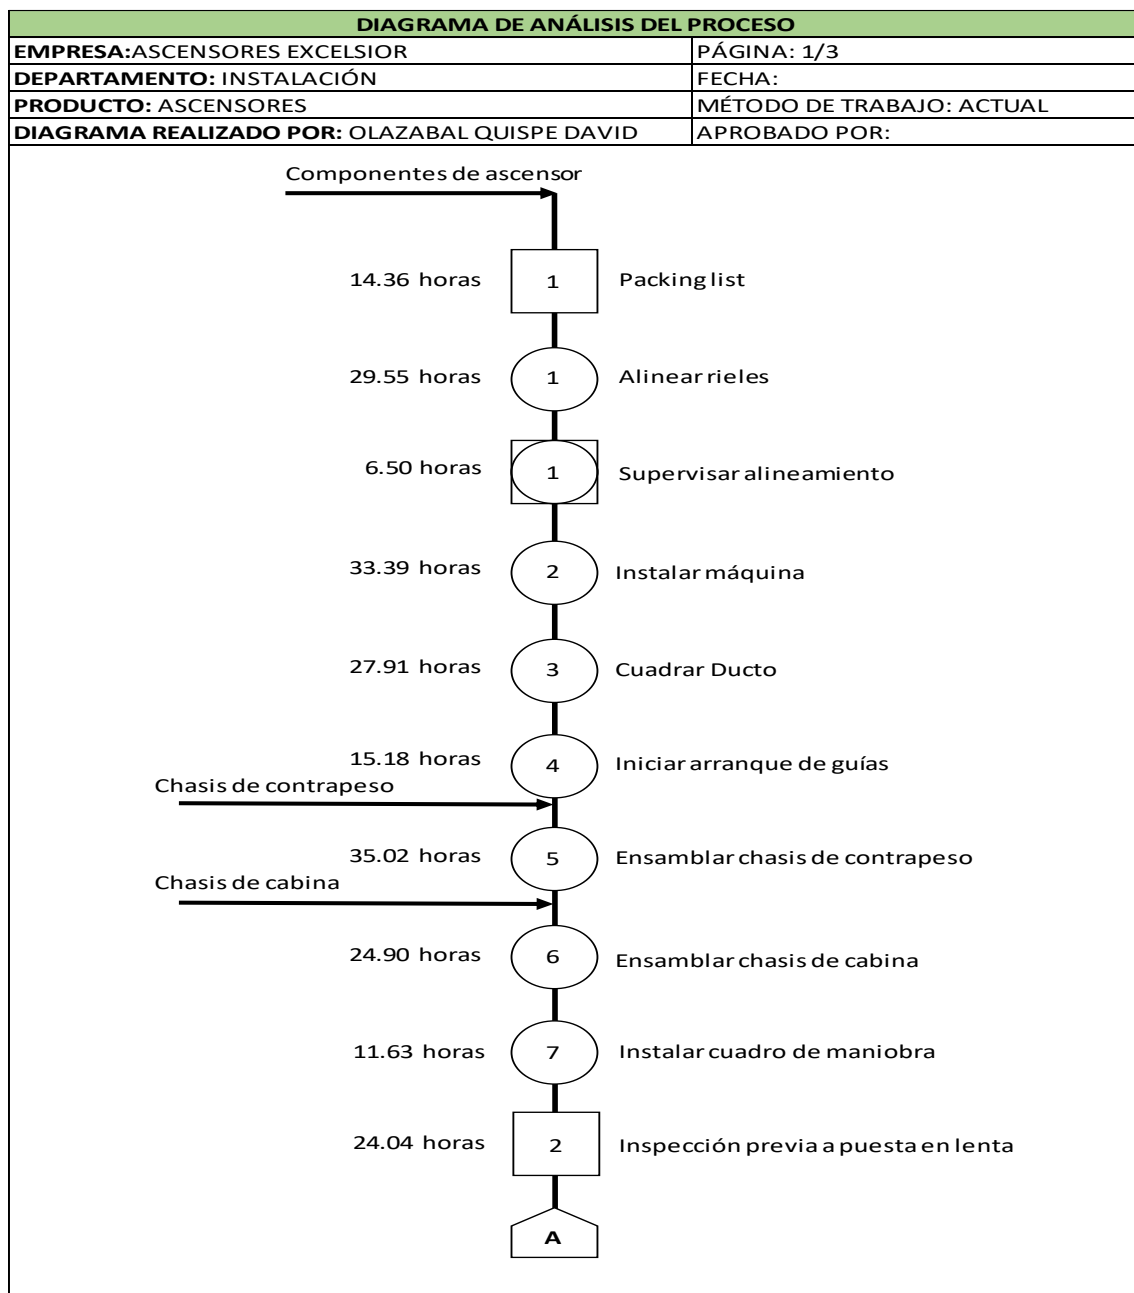 DIAGRAMA DE ANÁLISIS DEL PROCESO
EMPRESA:ASCENSORES EXCELSIOR PÁGINA: 1/3
DEPARTAMENTO: INSTALACIÓN FECHA:
PRODUCTO: ASCENSORES MÉTODO DE TRABAJO: ACTUAL
DIAGRAMA REALIZADO POR: OLAZABAL QUISPE DAVID APROBADO POR:
Componentes de ascensor
14.36 horas 1 Packing list
29.55 horas 1 Alinear rieles
6.50 horas 1 Supervisar alineamiento
33.39 horas 2 Instalar máquina
27.91 horas 3 Cuadrar Ducto
15.18 horas 4 Iniciar arranque de guías
Chasis de contrapeso
35.02 horas 5 Ensamblar chasis de contrapeso
Chasis de cabina
24.90 horas 6 Ensamblar chasis de cabina
11.63 horas 7 Instalar cuadro de maniobra
24.04 horas 2 Inspección previa a puesta en lenta
A